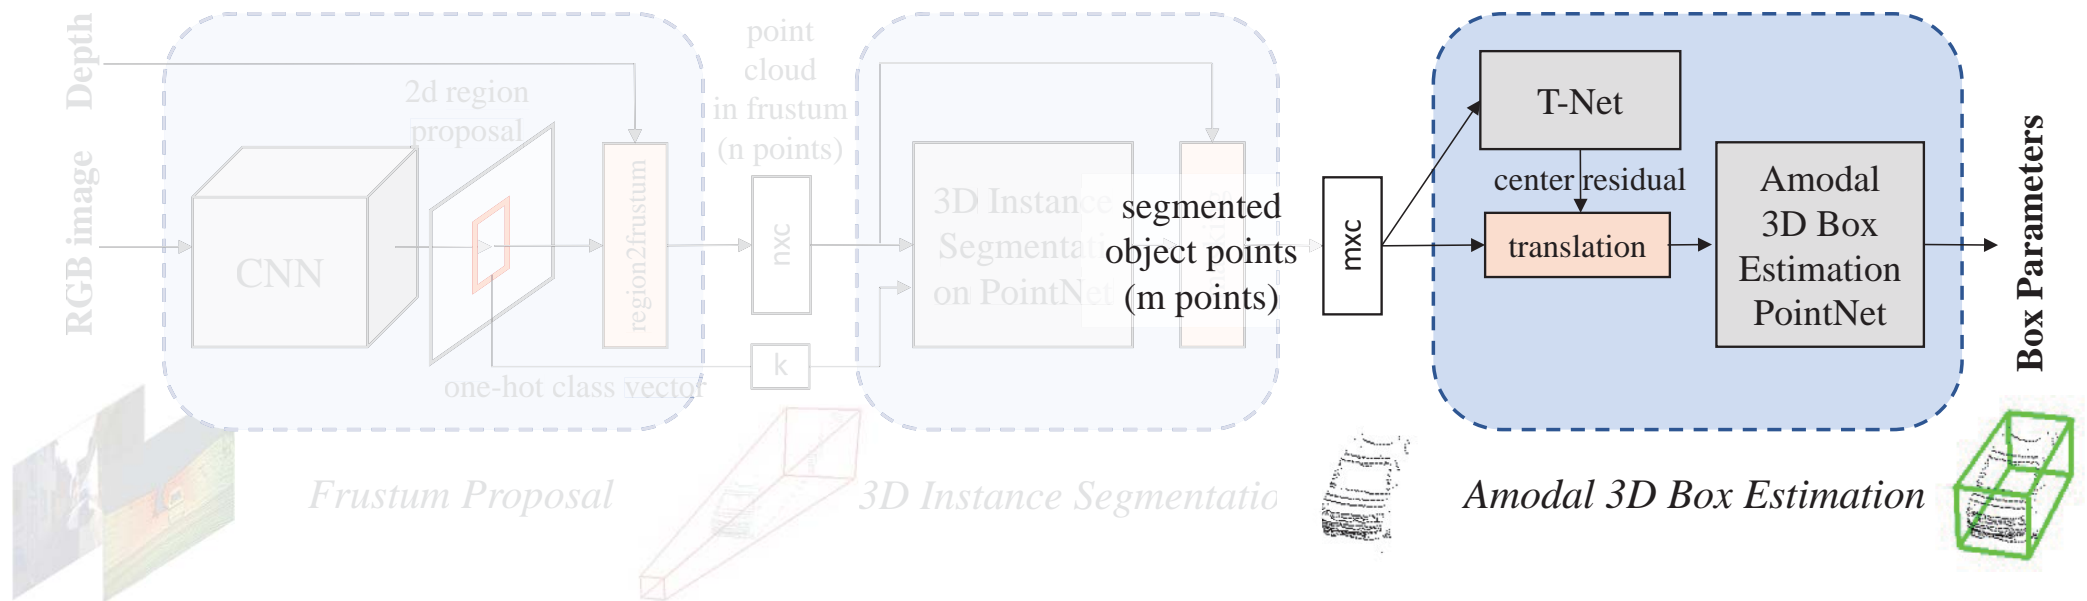 Depth
RGB image
CNN
2d region
proposal
region2frustum
one-hot class vector
point
cloud
in frustum
(n points)
nxc
k
3D Instance
Segmentati
on PointNet
segmented
object points
(m points)
mxc
T-Net
center residual
translation
Amodal
3D Box
Estimation
PointNet
Box Parameters
Frustum Proposal
3D Instance Segmentatio
Amodal 3D Box Estimation